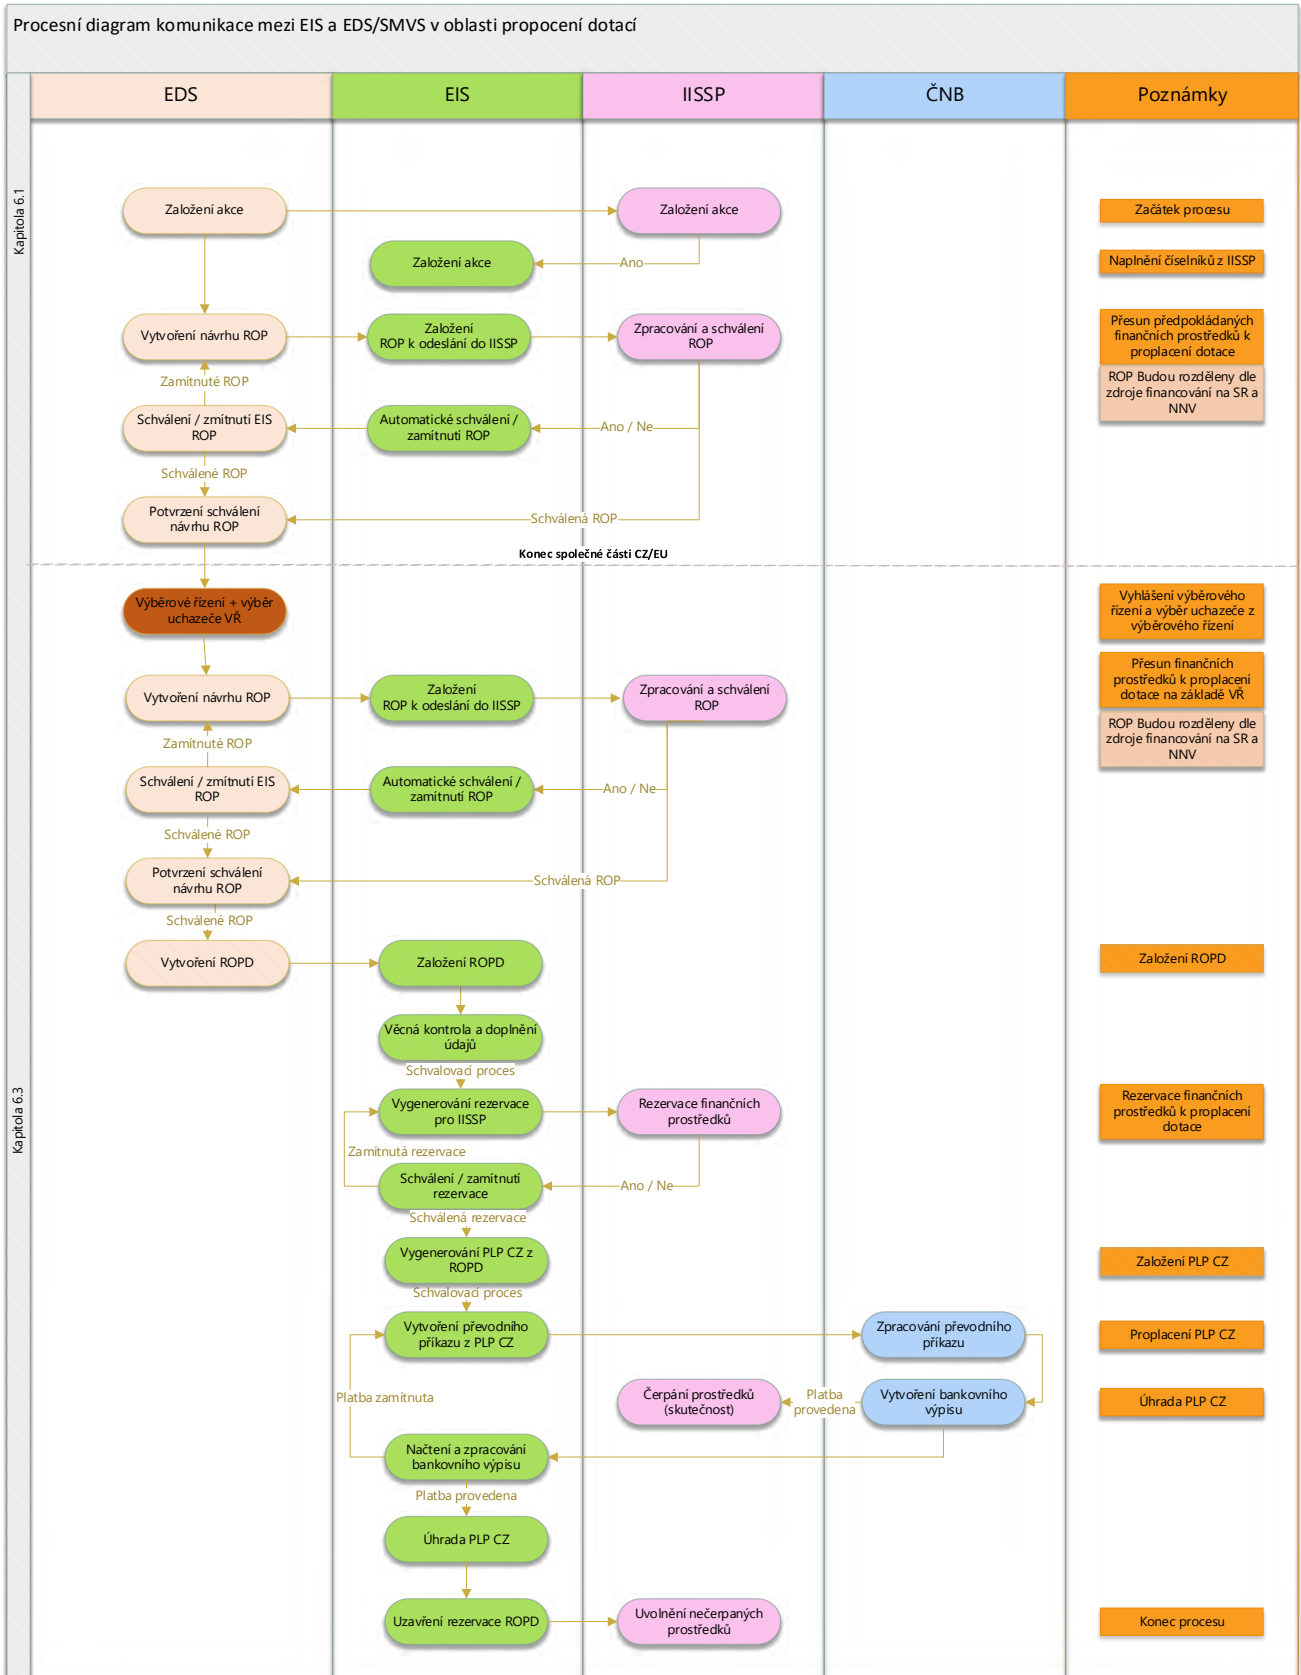 Procesní diagram komunikace mezi EIS a EDS/SMVS v oblasti propocení dotací
EDS
EIS
IISSP
ČNB
Poznámky
Kapitola 6.1
Založení akce
Založení akce
Začátek procesu
Založení akce
Ano
Naplnění číselníků z IISSP
Vytvoření návrhu ROP
Založení
ROP k odeslání do IISSP
Zpracování a schválení
ROP
Přesun předpokládaných
finančních prostředků k
proplacení dotace
Zamítnuté ROP
ROP Budou rozděleny dle
zdroje financování na SR a
NNV
Schválení / zmítnutí EIS
ROP
Automatické schválení /
zamítnutí ROP
Ano / Ne
Schválené ROP
Potvrzení schválení
návrhu ROP
Schválená ROP
Konec společné části CZ/EU
Kapitola 6.3
Výběrové řízení + výběr
uchazeče VŘ
Vyhlášení výběrového
řízení a výběr uchazeče z
výběrového řízení
Vytvoření návrhu ROP
Založení
ROP k odeslání do IISSP
Zpracování a schválení
ROP
Přesun finančních
prostředků k proplacení
dotace na základě VŘ
Zamítnuté ROP
ROP Budou rozděleny dle
zdroje financování na SR a
NNV
Schválení / zmítnutí EIS
ROP
Automatické schválení /
zamítnutí ROP
Ano / Ne
Schválené ROP
Potvrzení schválení
návrhu ROP
Schválená ROP
Schválené ROP
Vytvoření ROPD
Založení ROPD
Založení ROPD
Věcná kontrola a doplnění
údajů
Schvalovací proces
Vygenerování rezervace
pro IISSP
Rezervace finančních
prostředků
Rezervace finančních
prostředků k proplacení
dotace
Zamítnutá rezervace
Schválení / zamítnutí
rezervace
Ano / Ne
Schválená rezervace
Vygenerování PLP CZ z
ROPD
Založení PLP CZ
Schvalovací proces
Vytvoření převodního
příkazu z PLP CZ
Zpracování převodního
příkazu
Proplacení PLP CZ
Platba zamítnuta
Čerpání prostředků
(skutečnost)
Platba
provedena
Vytvoření bankovního
výpisu
Úhrada PLP CZ
Načtení a zpracování
bankovního výpisu
Platba provedena
Úhrada PLP CZ
Uzavření rezervace ROPD
Uvolnění nečerpaných
prostředků
Konec procesu